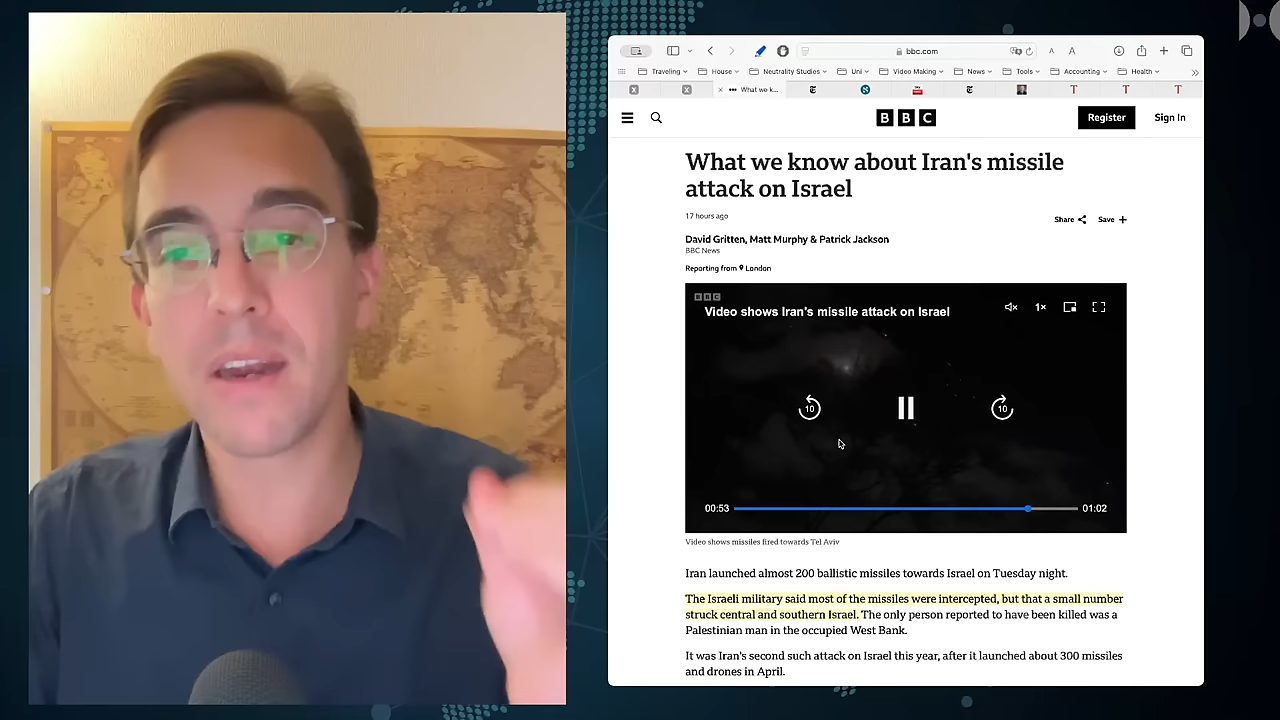 bbc.com
A A
Traveling House Neutrality Studies Uni Video Making News Tools Accounting Health
What we k...
BBC
Register
Sign In
What we know about Iran's missile
attack on Israel
17 hours ago
Share
Save
David Gritten, Matt Murphy & Patrick Jackson
BBC News
Reporting from London
BBC
Video shows Iran's missile attack on Israel
1×
10
10
00:53
01:02
Video shows missiles fired towards Tel Aviv
Iran launched almost 200 ballistic missiles towards Israel on Tuesday night.
The Israeli military said most of the missiles were intercepted, but that a small number
struck central and southern Israel. The only person reported to have been killed was a
Palestinian man in the occupied West Bank.
It was Iran's second such attack on Israel this year, after it launched about 300 missiles
and drones in April.